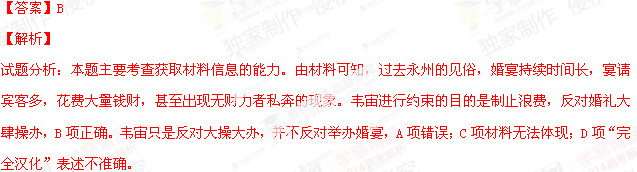 【答案】B
【解析】
试题分析：本题主要考查获取材料信息的能力。由材料可知，过去永州的见俗，婚宴持续时间长，宴请
宾客多，花费大量钱财，甚至出现无财力者私奔的现象。韦宙进行约束的目的是制止浪费，反对婚礼大
肆操办，B 项正确。韦宙只是反对大操大办，并不反对举办婚宴，A 项错误；C 项材料无法体现；D 项“完
全汉化”表述不准确。